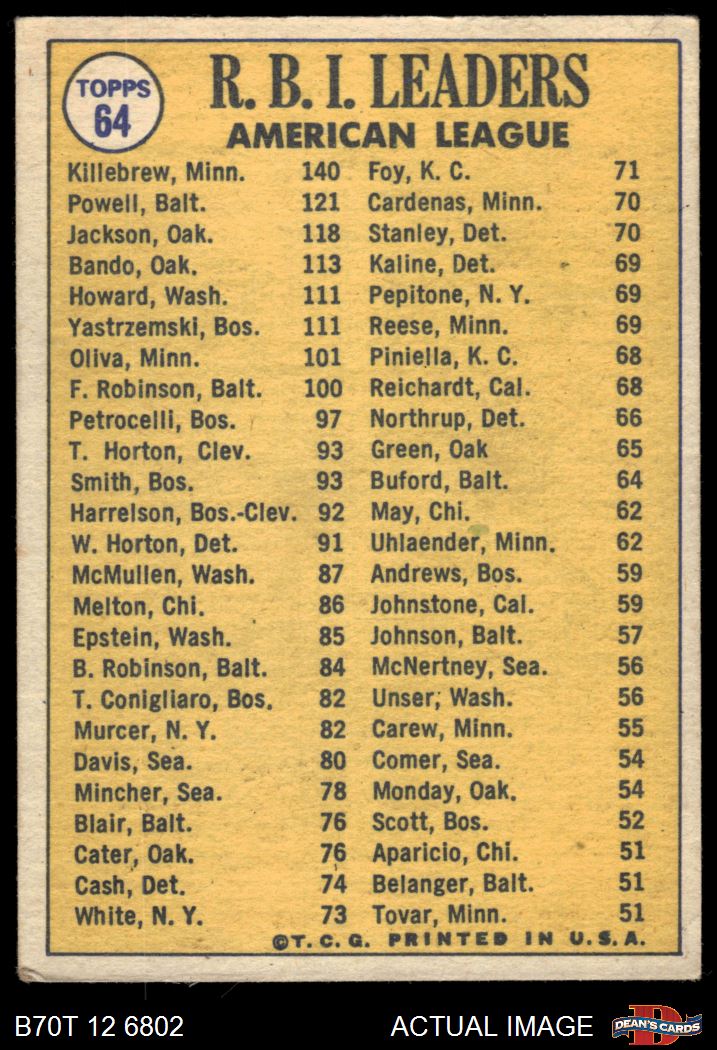 TOPPS
64
R. B. I. LEADERS
AMERICAN LEAGUE
Killebrew, Minn. 140
Powell, Balt. 121
Jackson, Oak. 118
Bando, Oak. 113
Howard, Wash. 111
Yastrzemski, Bos. 111
Oliva, Minn. 101
F. Robinson, Balt. 100
Petrocelli, Bos. 97
T. Horton, Clev. 93
Smith, Bos. 93
Harrelson, Bos.-Clev. 92
W. Horton, Det. 91
McMullen, Wash. 87
Melton, Chi. 86
Epstein, Wash. 85
B. Robinson, Balt. 84
T. Conigliaro, Bos. 82
Murcer, N. Y. 82
Davis, Sea. 80
Mincher, Sea. 78
Blair, Balt. 76
Cater, Oak. 76
Cash, Det. 74
White, N. Y. 73
Foy, K. C. 71
Cardenas, Minn. 70
Stanley, Det. 70
Kaline, Det. 69
Pepitone, N. Y. 69
Reese, Minn. 69
Piniella, K. C. 68
Reichardt, Cal. 68
Northrup, Det. 66
Green, Oak 65
Buford, Balt. 64
May, Chi. 62
Uhlaender, Minn. 62
Andrews, Bos. 59
Johnstone, Cal. 59
Johnson, Balt. 57
McNertney, Sea. 56
Unser, Wash. 56
Carew, Minn. 55
Comer, Sea. 54
Monday, Oak. 54
Scott, Bos. 52
Aparicio, Chi. 51
Belanger, Balt. 51
Tovar, Minn. 51
©T. C. G. PRINTED IN U. S. A.
B70T 12 6802
ACTUAL IMAGE
D
DEAN'S CARDS